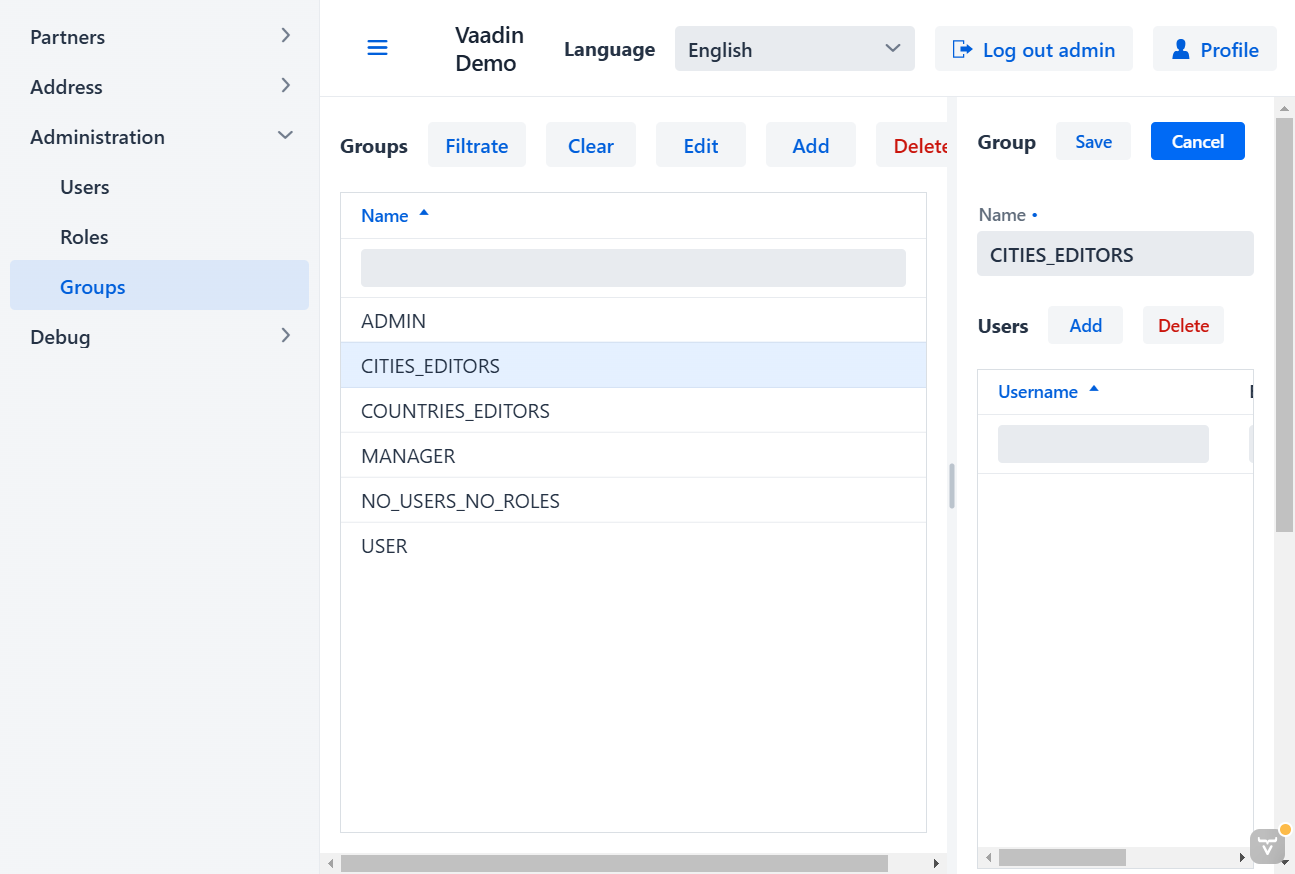 Partners
Address
Administration
Users
Roles
Groups
Debug
Vaadin
Demo
Language
English
Log out admin
Profile
Groups
Filtrate
Clear
Edit
Add
Delete
Name
ADMIN
CITIES_EDITORS
COUNTRIES_EDITORS
MANAGER
NO_USERS_NO_ROLES
USER
Group
Save
Cancel
Name •
CITIES_EDITORS
Users
Add
Delete
Username